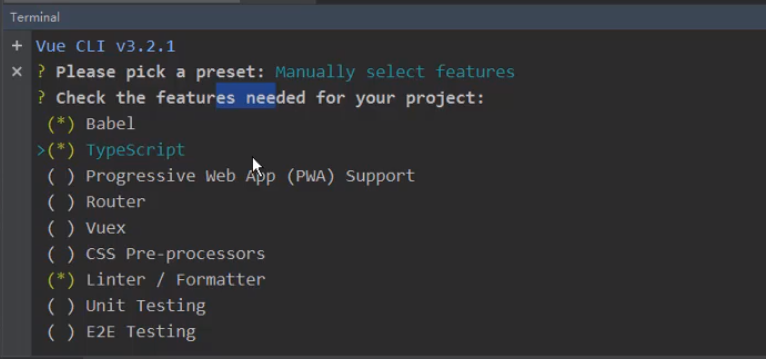 Terminal
+ Vue CLI v3.2.1
× ? Please pick a preset: Manually select features
? Check the features needed for your project:
(*) Babel
>(*) TypeScript
( ) Progressive Web App (PWA) Support
( ) Router
( ) Vuex
( ) CSS Pre-processors
(*) Linter / Formatter
( ) Unit Testing
( ) E2E Testing